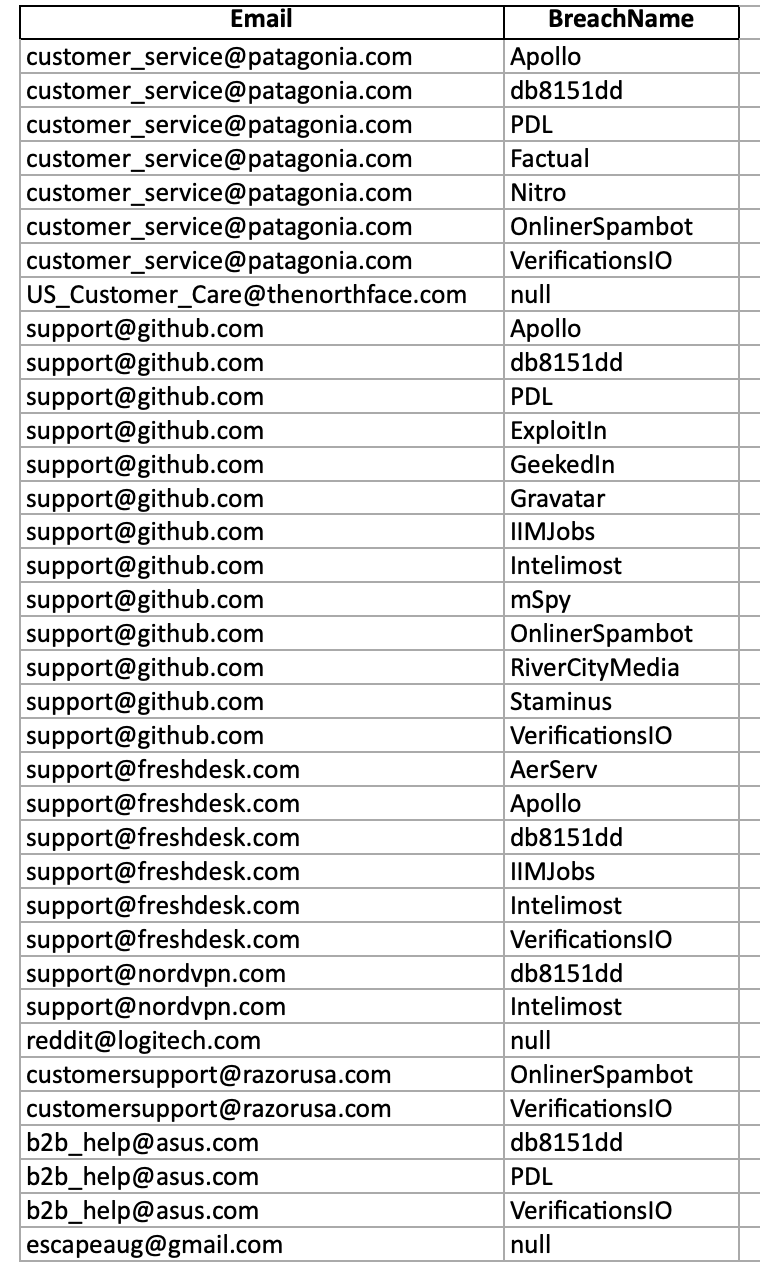 Email BreachName
customer_service@patagonia.com Apollo
customer_service@patagonia.com db8151dd
customer_service@patagonia.com PDL
customer_service@patagonia.com Factual
customer_service@patagonia.com Nitro
customer_service@patagonia.com OnlinerSpambot
customer_service@patagonia.com VerificationsIO
US_Customer_Care@thenorthface.com null
support@github.com Apollo
support@github.com db8151dd
support@github.com PDL
support@github.com ExploitIn
support@github.com GeekedIn
support@github.com Gravatar
support@github.com IIMJobs
support@github.com Intelimost
support@github.com mSpy
support@github.com OnlinerSpambot
support@github.com RiverCityMedia
support@github.com Staminus
support@github.com VerificationsIO
support@freshdesk.com AerServ
support@freshdesk.com Apollo
support@freshdesk.com db8151dd
support@freshdesk.com IIMJobs
support@freshdesk.com Intelimost
support@freshdesk.com VerificationsIO
support@nordvpn.com db8151dd
support@nordvpn.com Intelimost
reddit@logitech.com null
customersupport@razorusa.com OnlinerSpambot
customersupport@razorusa.com VerificationsIO
b2b_help@asus.com db8151dd
b2b_help@asus.com PDL
b2b_help@asus.com VerificationsIO
escapeaug@gmail.com null